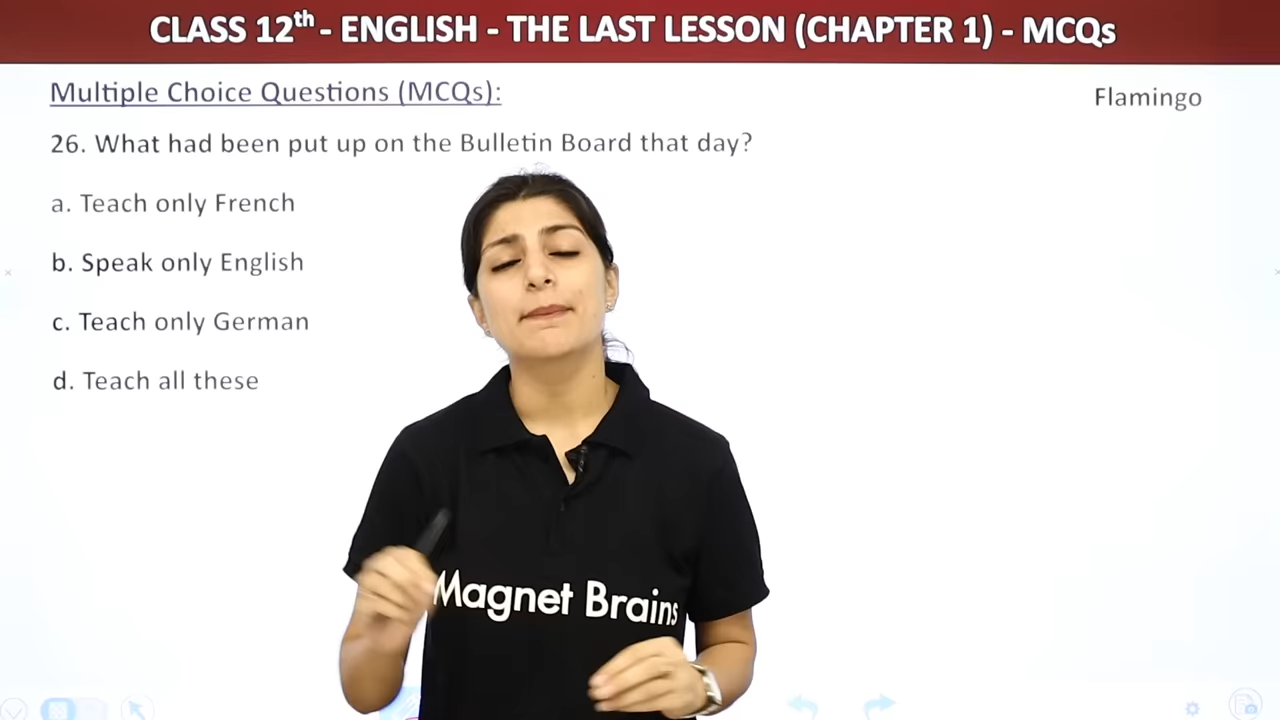 CLASS 12th - ENGLISH - THE LAST LESSON (CHAPTER 1) - MCQs
Multiple Choice Questions (MCQs):
Flamingo
26. What had been put up on the Bulletin Board that day?
a. Teach only French
b. Speak only English
c. Teach only German
d. Teach all these
Magnet Brains